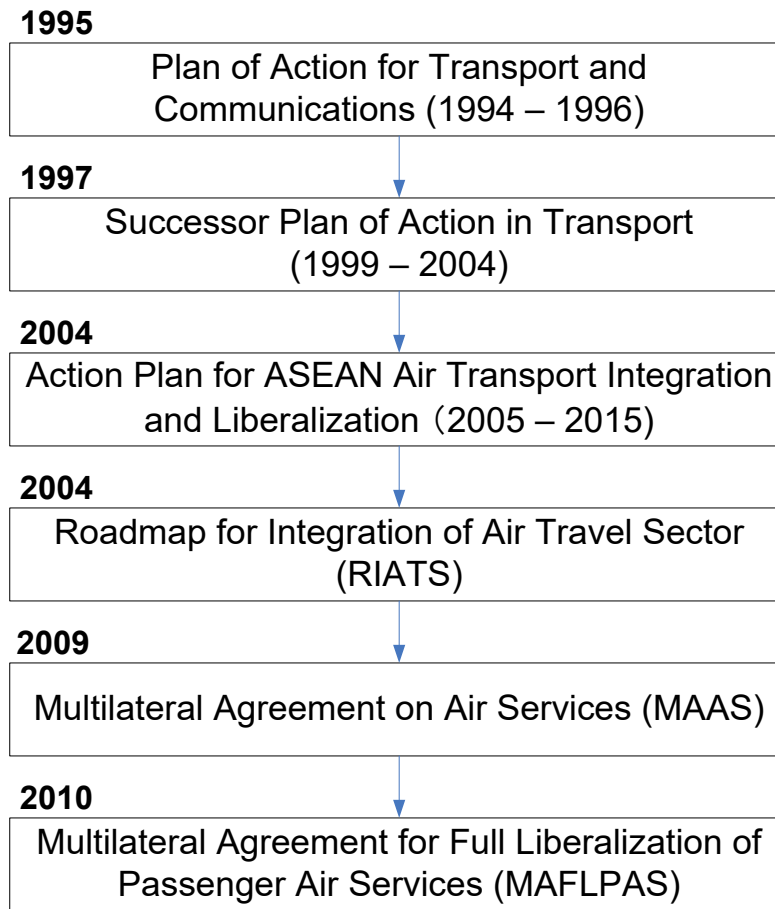 1995
Plan of Action for Transport and
Communications (1994 – 1996)
1997
Successor Plan of Action in Transport
(1999 – 2004)
2004
Action Plan for ASEAN Air Transport Integration
and Liberalization（2005 – 2015)
2004
Roadmap for Integration of Air Travel Sector
(RIATS)
2009
Multilateral Agreement on Air Services (MAAS)
2010
Multilateral Agreement for Full Liberalization of
Passenger Air Services (MAFLPAS)